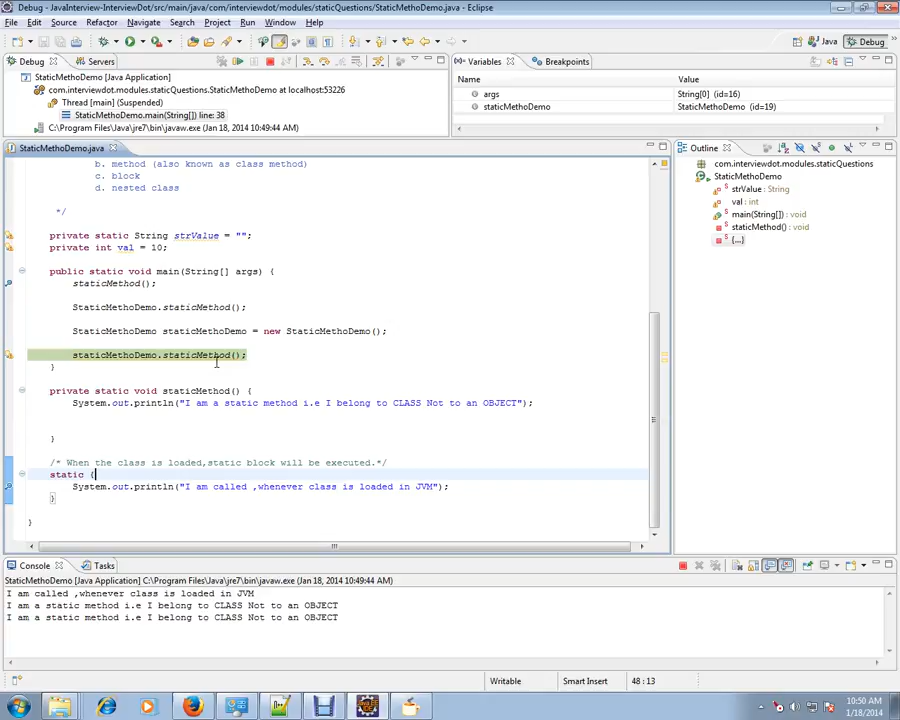 Debug - JavaInterview-InterviewDot/src/main/java/com/interviewdot/modules/staticQuestions/StaticMethoDemo.java - Eclipse
File Edit Source Refactor Navigate Search Project Run Window Help
Java Debug
Debug Servers
StaticMethoDemo [Java Application]
com.interviewdot.modules.staticQuestions.StaticMethoDemo at localhost:53226
Thread [main] (Suspended)
StaticMethoDemo.main(String[]) line: 38
C:\Program Files\Java\jre7\bin\javaw.exe (Jan 18, 2014 10:49:44 AM)
Variables Breakpoints
Name Value
args String[0] (id=16)
staticMethoDemo StaticMethoDemo (id=19)
StaticMethoDemo.java
b. method (also known as class method)
c. block
d. nested class
*/
private static String strValue = "";
private int val = 10;
public static void main(String[] args) {
staticMethod();
StaticMethoDemo.staticMethod();
StaticMethoDemo staticMethoDemo = new StaticMethoDemo();
staticMethoDemo.staticMethod();
}
private static void staticMethod() {
System.out.println("I am a static method i.e I belong to CLASS Not to an OBJECT");
}
/* When the class is loaded,static block will be executed.*/
static {
System.out.println("I am called ,whenever class is loaded in JVM");
}
}
Outline
com.interviewdot.modules.staticQuestions
StaticMethoDemo
strValue : String
val : int
main(String[]) : void
staticMethod() : void
{...}
Console Tasks
StaticMethoDemo [Java Application] C:\Program Files\Java\jre7\bin\javaw.exe (Jan 18, 2014 10:49:44 AM)
I am called ,whenever class is loaded in JVM
I am a static method i.e I belong to CLASS Not to an OBJECT
I am a static method i.e I belong to CLASS Not to an OBJECT
Writable Smart Insert 48 : 13
10:50 AM
1/18/2014